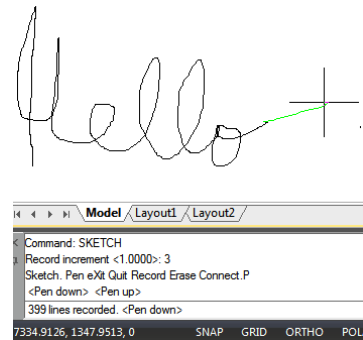 Hello
Model Layout1 Layout2
Command: SKETCH
Record increment <1.0000>: 3
Sketch. Pen eXit Quit Record Erase Connect.P
<Pen down> <Pen up>
399 lines recorded. <Pen down>
7334.9126, 1347.9513, 0 SNAP GRID ORTHO POL